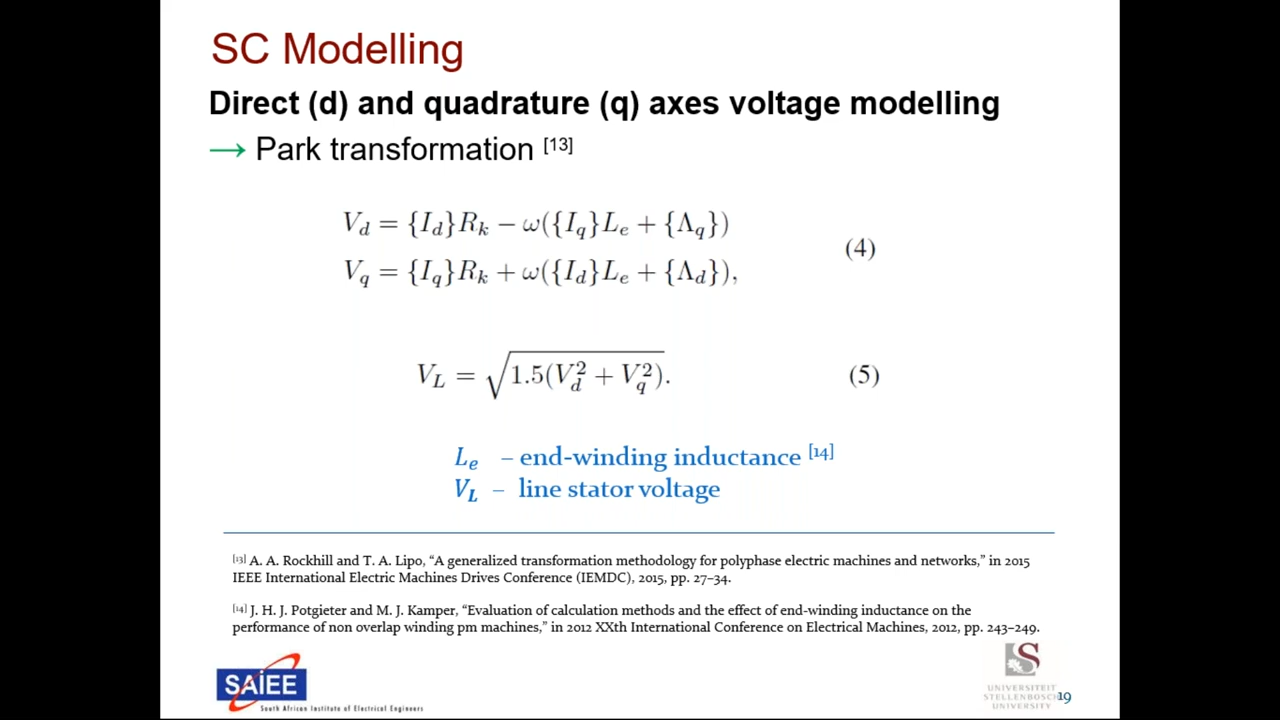 SC Modelling
Direct (d) and quadrature (q) axes voltage modelling
→ Park transformation [13]
V_d = {I_d}R_k − ω({I_q}L_e + {Λ_q})
(4)
V_q = {I_q}R_k + ω({I_d}L_e + {Λ_d}),
V_L = √1.5(V_d^2 + V_q^2).
(5)
L_e – end-winding inductance [14]
V_L – line stator voltage
[13] A. A. Rockhill and T. A. Lipo, “A generalized transformation methodology for polyphase electric machines and networks,” in 2015
IEEE International Electric Machines Drives Conference (IEMDC), 2015, pp. 27–34.
[14] J. H. J. Potgieter and M. J. Kamper, “Evaluation of calculation methods and the effect of end-winding inductance on the
performance of non overlap winding pm machines,” in 2012 XXth International Conference on Electrical Machines, 2012, pp. 243–249.
SAIEE
South African Institute of Electrical Engineers
UNIVERSITEIT
STELLENBOSCH
UNIVERSITY
19